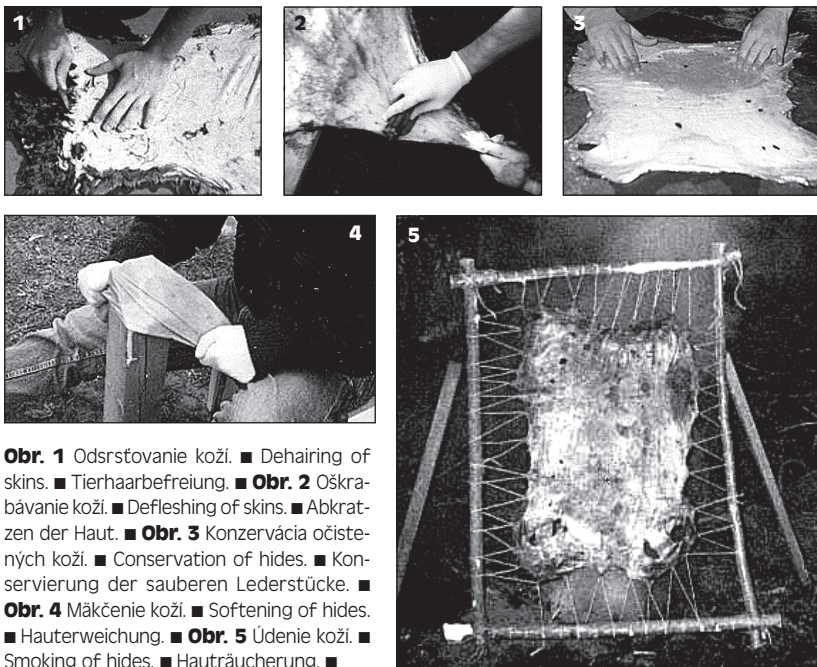 1
2
3
4
5
Obr. 1 Odsrsťovanie koží. ■ Dehairing of
skins. ■ Tierhaarbefreiung. ■ Obr. 2 Oškra-
bávanie koží. ■ Defleshing of skins. ■ Abkrat-
zen der Haut. ■ Obr. 3 Konzervácia očiste-
ných koží. ■ Conservation of hides. ■ Kon-
servierung der sauberen Lederstücke. ■
Obr. 4 Mäkčenie koží. ■ Softening of hides.
■ Hauterweichung. ■ Obr. 5 Údenie koží. ■
Smoking of hides. ■ Hauträucherung. ■